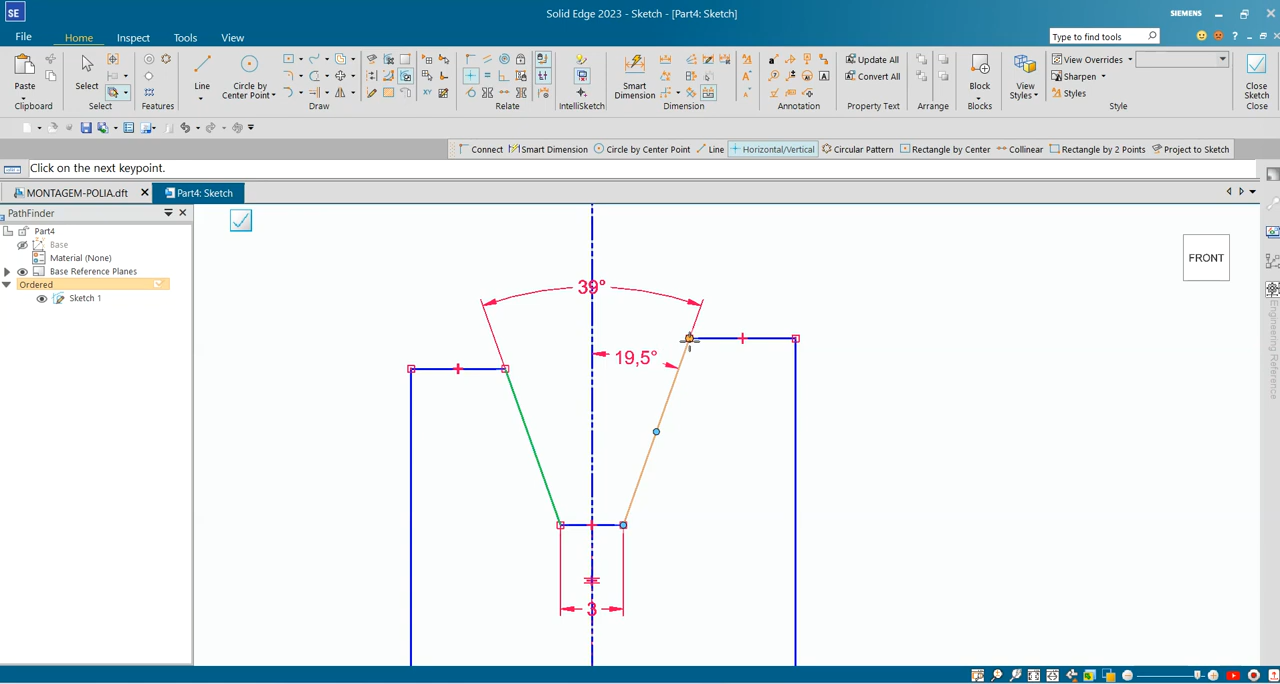 SE
Solid Edge 2023 - Sketch - [Part4: Sketch]
SIEMENS
File
Home
Inspect
Tools
View
Type to find tools
Paste
Clipboard
Select
Select
Features
Line
Circle by
Center Point
Draw
Relate
IntelliSketch
Smart
Dimension
Dimension
Annotation
Update All
Convert All
Property Text
Arrange
Block
Blocks
View
Styles
View Overrides
Sharpen
Styles
Style
Close
Sketch
Close
Connect
Smart Dimension
Circle by Center Point
Line
Horizontal/Vertical
Circular Pattern
Rectangle by Center
Collinear
Rectangle by 2 Points
Project to Sketch
Click on the next keypoint.
MONTAGEM-POLIA.dft
Part4: Sketch
PathFinder
Part4
Base
Material (None)
Base Reference Planes
Ordered
Sketch 1
FRONT
39°
19,5°
3
Engineering Reference